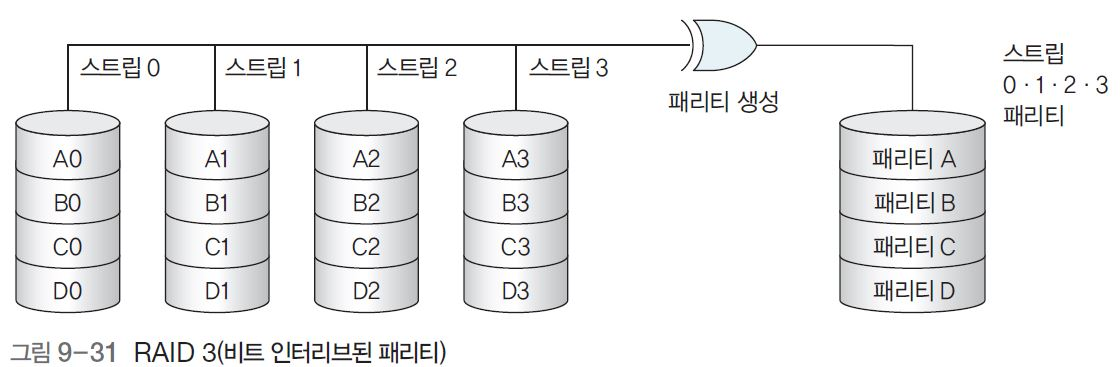 스트립 0 스트립 1 스트립 2 스트립 3
패리티 생성
스트립
0 · 1 · 2 · 3
패리티
A0 A1 A2 A3 패리티 A
B0 B1 B2 B3 패리티 B
C0 C1 C2 C3 패리티 C
D0 D1 D2 D3 패리티 D
그림 9-31 RAID 3(비트 인터리브된 패리티)